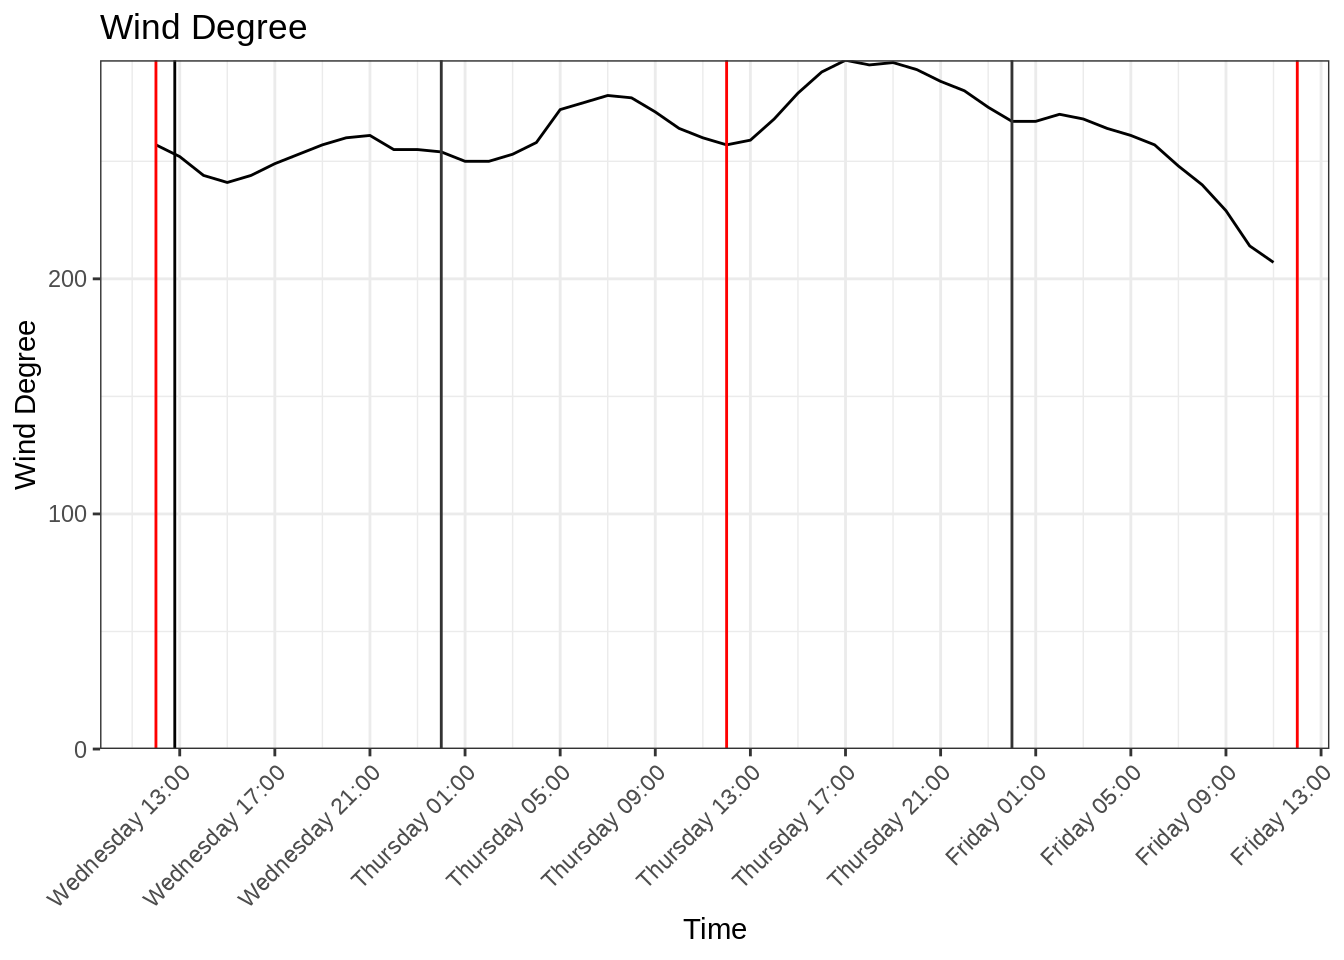 Wind Degree
Wind Degree
200
100
0
Wednesday 13:00
Wednesday 17:00
Wednesday 21:00
Thursday 01:00
Thursday 05:00
Thursday 09:00
Thursday 13:00
Thursday 17:00
Thursday 21:00
Friday 01:00
Friday 05:00
Friday 09:00
Friday 13:00
Time